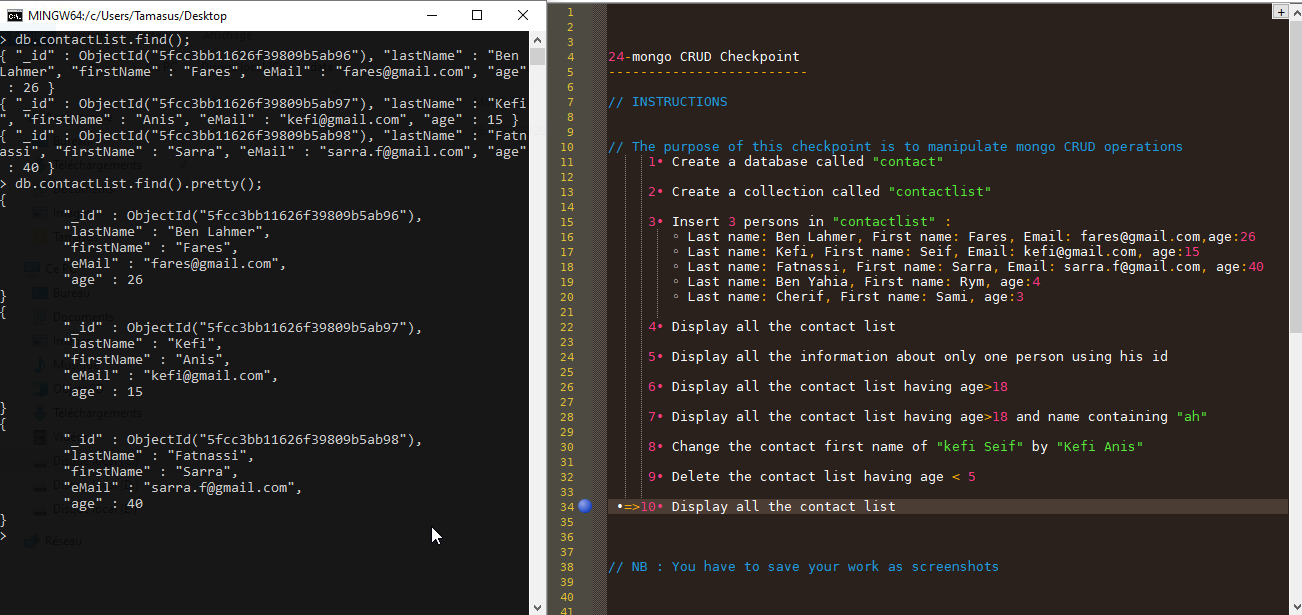 MINGW64:/c/Users/Tamasus/Desktop
> db.contactList.find();
{ "_id" : ObjectId("5fcc3bb11626f39809b5ab96"), "lastName" : "Ben
Lahmer", "firstName" : "Fares", "eMail" : "fares@gmail.com", "age"
: 26 }
{ "_id" : ObjectId("5fcc3bb11626f39809b5ab97"), "lastName" : "Kefi
", "firstName" : "Anis", "eMail" : "kefi@gmail.com", "age" : 15 }
{ "_id" : ObjectId("5fcc3bb11626f39809b5ab98"), "lastName" : "Fatn
assi", "firstName" : "Sarra", "eMail" : "sarra.f@gmail.com", "age"
: 40 }
> db.contactList.find().pretty();
{
"_id" : ObjectId("5fcc3bb11626f39809b5ab96"),
"lastName" : "Ben Lahmer",
"firstName" : "Fares",
"eMail" : "fares@gmail.com",
"age" : 26
}
{
"_id" : ObjectId("5fcc3bb11626f39809b5ab97"),
"lastName" : "Kefi",
"firstName" : "Anis",
"eMail" : "kefi@gmail.com",
"age" : 15
}
{
"_id" : ObjectId("5fcc3bb11626f39809b5ab98"),
"lastName" : "Fatnassi",
"firstName" : "Sarra",
"eMail" : "sarra.f@gmail.com",
"age" : 40
}
>
Téléchargements
Bureau
Documents
Téléchargements
Réseau
1
2
3
4 24-mongo CRUD Checkpoint
5 -------------------------
6
7 // INSTRUCTIONS
8
9
10 // The purpose of this checkpoint is to manipulate mongo CRUD operations
11 1• Create a database called "contact"
12
13 2• Create a collection called "contactlist"
14
15 3• Insert 3 persons in "contactlist" :
16 ◦ Last name: Ben Lahmer, First name: Fares, Email: fares@gmail.com,age:26
17 ◦ Last name: Kefi, First name: Seif, Email: kefi@gmail.com, age:15
18 ◦ Last name: Fatnassi, First name: Sarra, Email: sarra.f@gmail.com, age:40
19 ◦ Last name: Ben Yahia, First name: Rym, age:4
20 ◦ Last name: Cherif, First name: Sami, age:3
21
22 4• Display all the contact list
23
24 5• Display all the information about only one person using his id
25
26 6• Display all the contact list having age>18
27
28 7• Display all the contact list having age>18 and name containing "ah"
29
30 8• Change the contact first name of "kefi Seif" by "Kefi Anis"
31
32 9• Delete the contact list having age < 5
33
34 •=>10• Display all the contact list
35
36
37
38 // NB : You have to save your work as screenshots
39
40
41